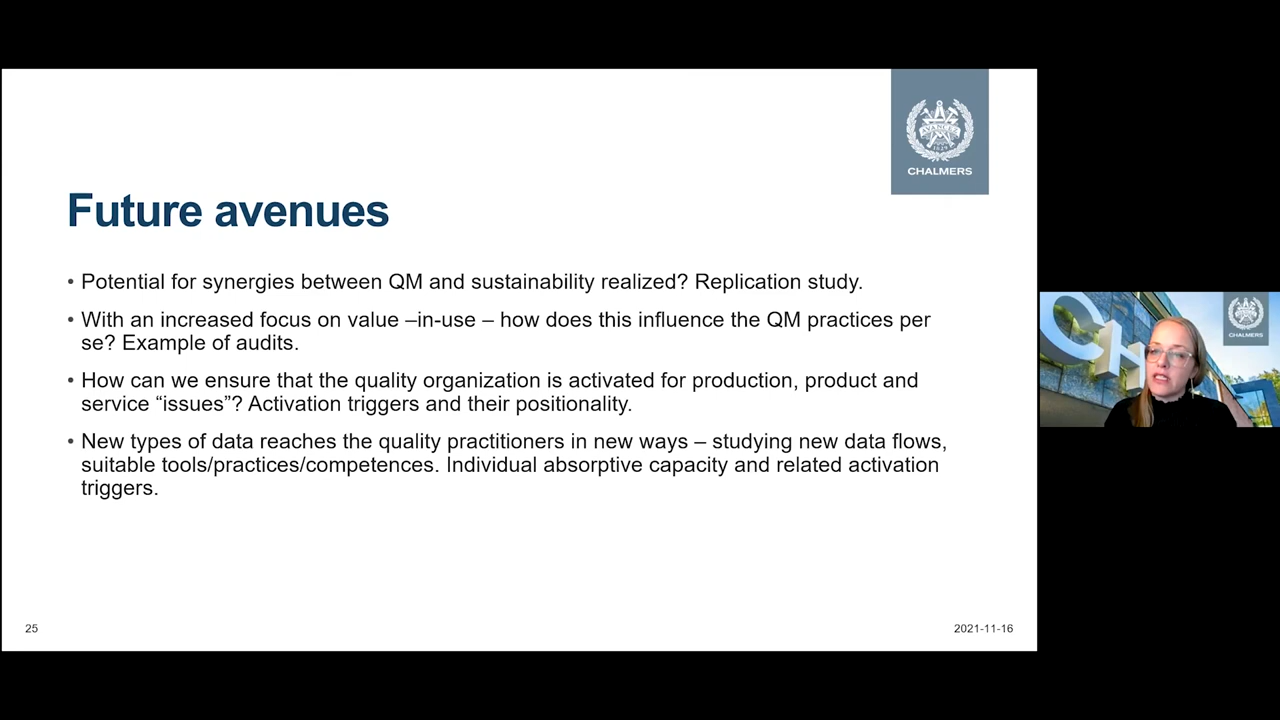 AVANCEZ
1829
CHALMERS
Future avenues
• Potential for synergies between QM and sustainability realized? Replication study.
• With an increased focus on value –in-use – how does this influence the QM practices per
se? Example of audits.
• How can we ensure that the quality organization is activated for production, product and
service “issues”? Activation triggers and their positionality.
• New types of data reaches the quality practitioners in new ways – studying new data flows,
suitable tools/practices/competences. Individual absorptive capacity and related activation
triggers.
25
2021-11-16
CH
CHALMERS